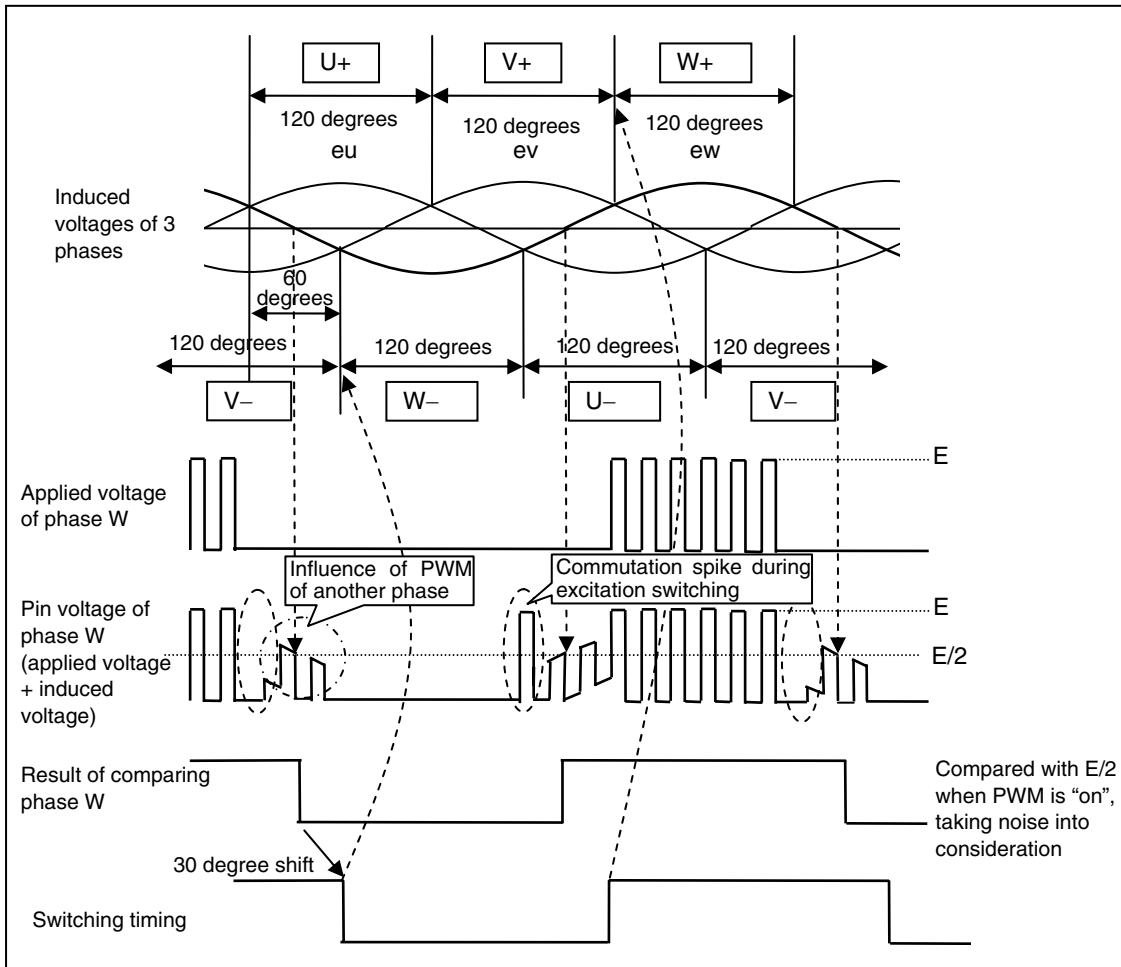 U+
V+
W+
120 degrees
120 degrees
120 degrees
eu
ev
ew
Induced
voltages of 3
phases
60
degrees
120 degrees
120 degrees
120 degrees
120 degrees
V−
W−
U−
V−
E
Applied voltage
of phase W
Influence of PWM
of another phase
Commutation spike during
excitation switching
Pin voltage of
phase W
(applied voltage
+ induced
voltage)
E
E/2
Result of comparing
phase W
Compared with E/2
when PWM is “on”,
taking noise into
consideration
30 degree shift
Switching timing